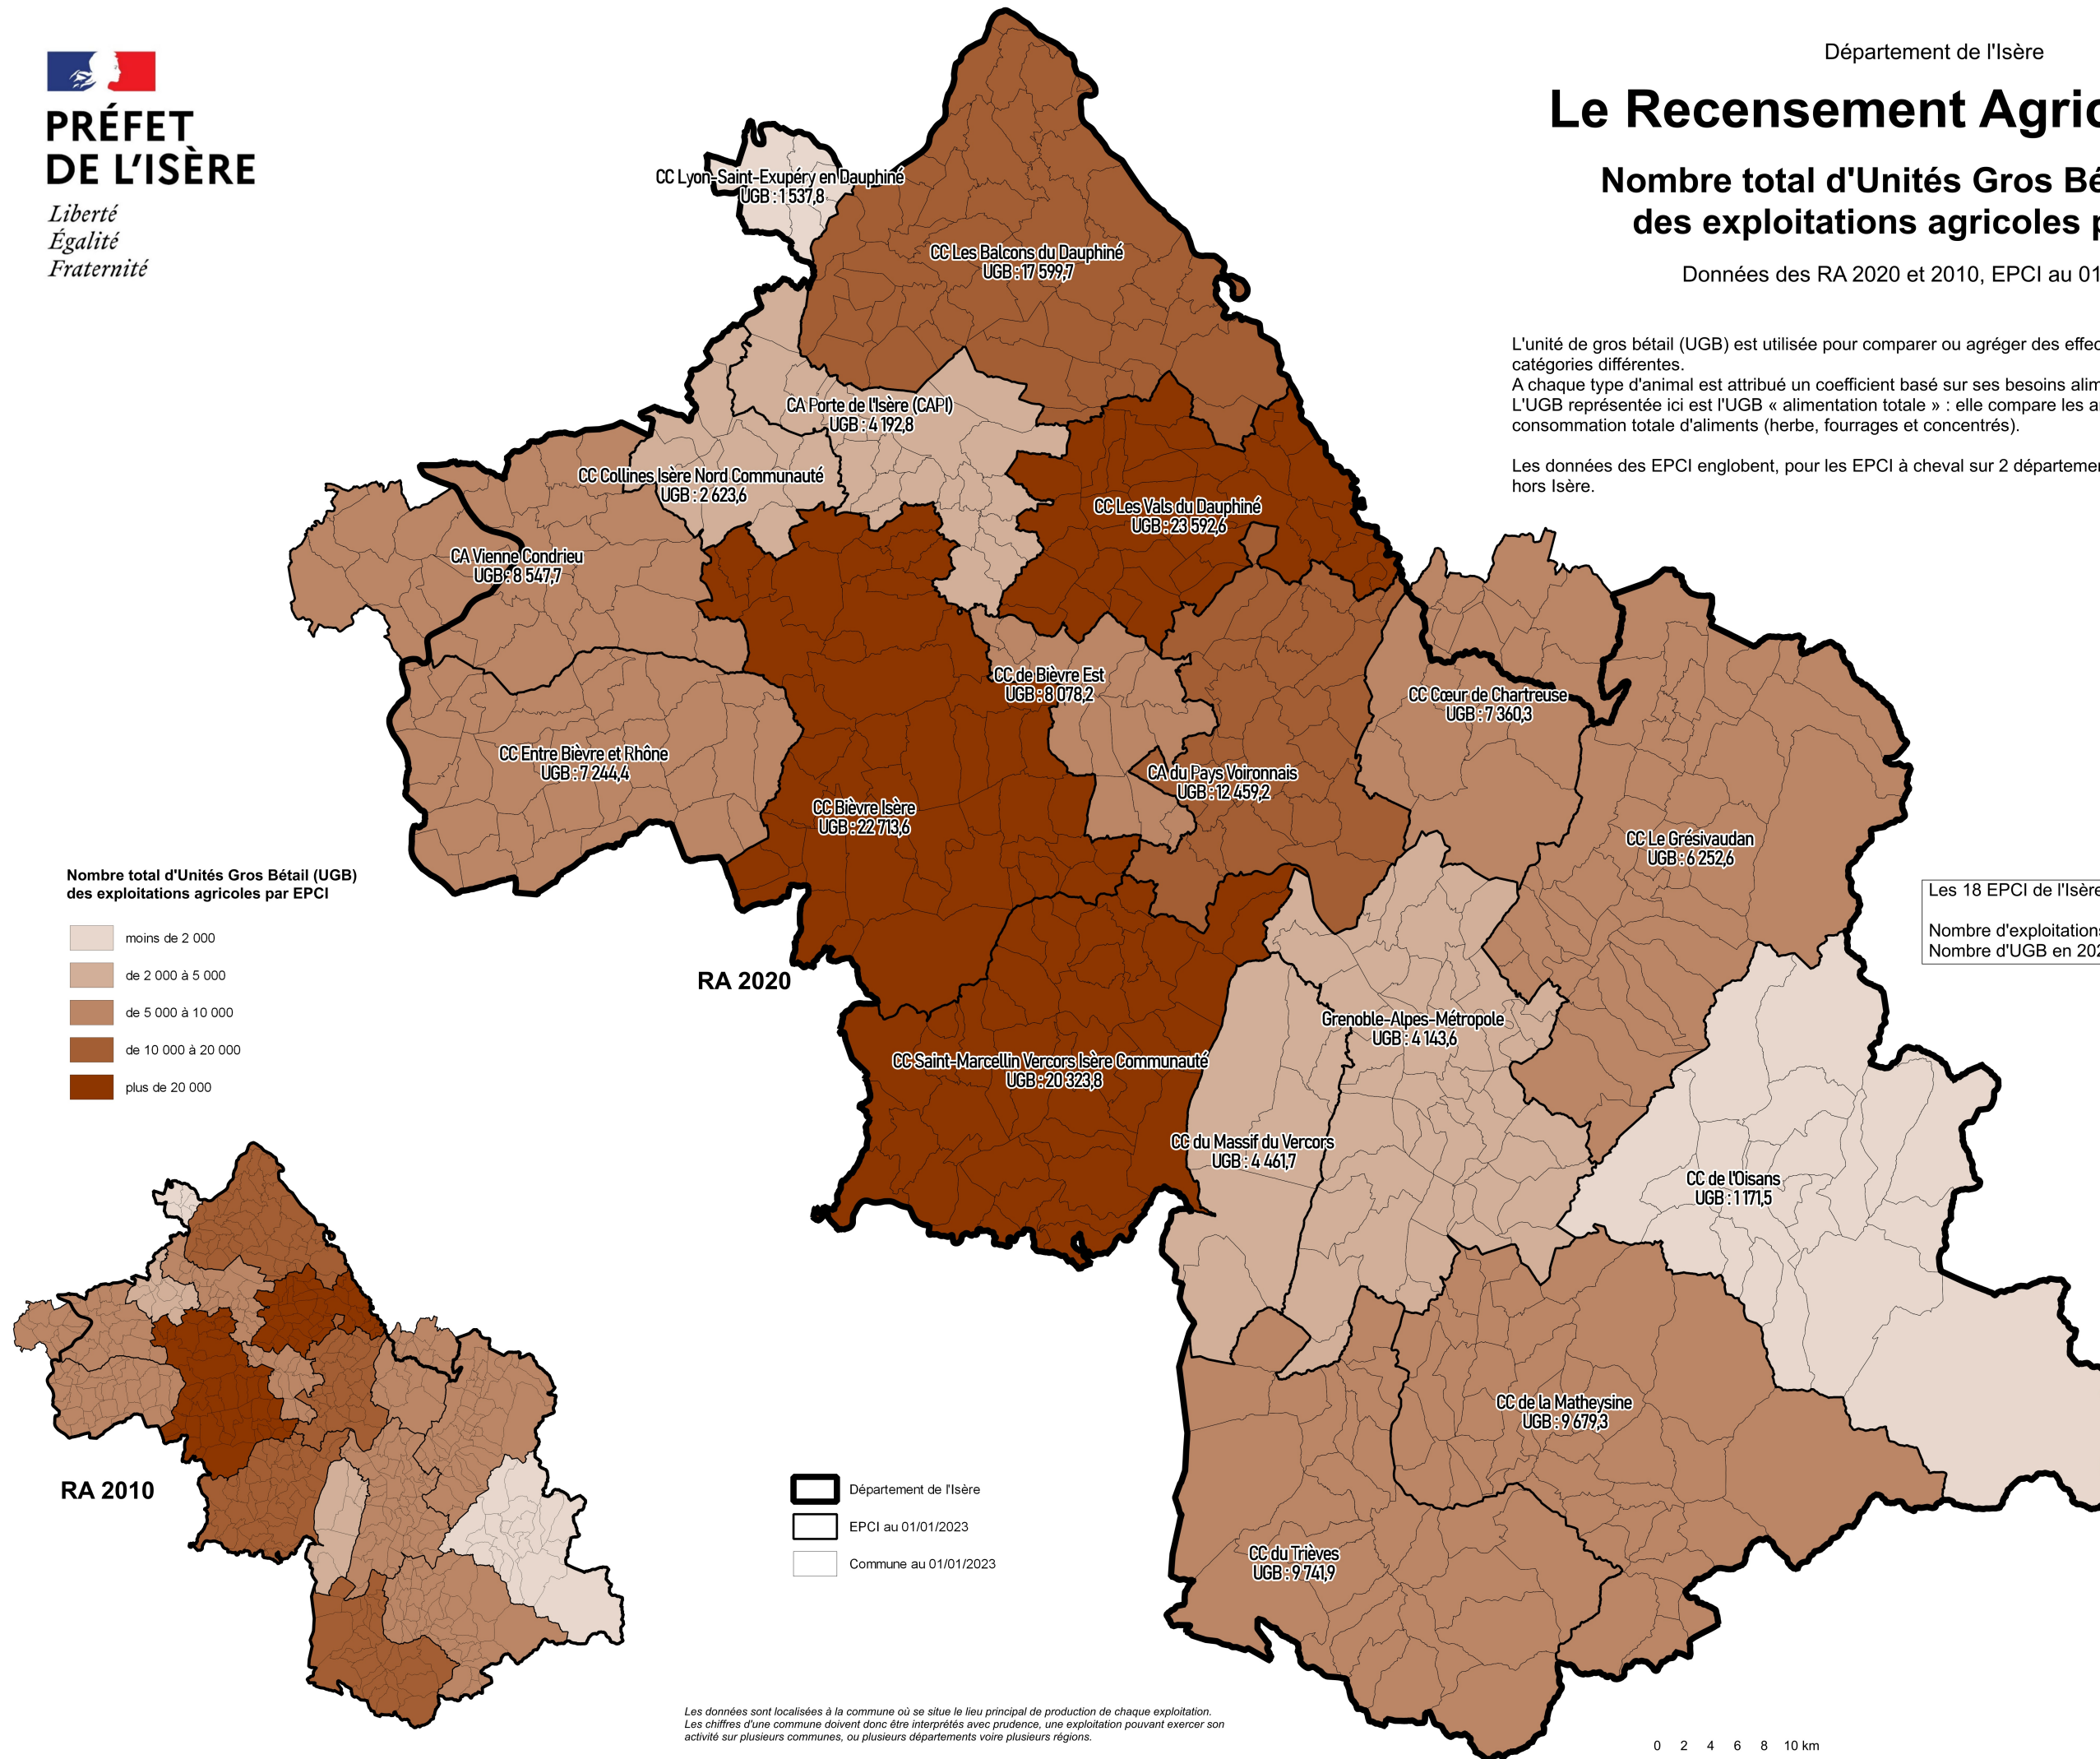 PRÉFET
DE L'ISÈRE
Liberté
Égalité
Fraternité
Département de l'Isère
Le Recensement Agric
Nombre total d'Unités Gros Bé
des exploitations agricoles p
Données des RA 2020 et 2010, EPCI au 01
L'unité de gros bétail (UGB) est utilisée pour comparer ou agréger des effec
catégories différentes.
A chaque type d'animal est attribué un coefficient basé sur ses besoins alim
L'UGB représentée ici est l'UGB « alimentation totale » : elle compare les a
consommation totale d'aliments (herbe, fourrages et concentrés).
Les données des EPCI englobent, pour les EPCI à cheval sur 2 départemen
hors Isère.
CC Lyon-Saint-Exupéry en Dauphiné
UGB : 1 537,8
CC Les Balcons du Dauphiné
UGB : 17 599,7
CA Porte de l'Isère (CAPI)
UGB : 4 192,8
CC Collines Isère Nord Communauté
UGB : 2 623,6
CC Les Vals du Dauphiné
UGB : 23 592,6
CA Vienne Condrieu
UGB : 8 547,7
CC de Bièvre Est
UGB : 8 078,2
CC Cœur de Chartreuse
UGB : 7 360,3
CC Entre Bièvre et Rhône
UGB : 7 244,4
CA du Pays Voironnais
UGB : 12 459,2
CC Bièvre Isère
UGB : 22 713,6
CC Le Grésivaudan
UGB : 6 252,6
Les 18 EPCI de l'Isère
Nombre d'exploitations
Nombre d'UGB en 202
Nombre total d'Unités Gros Bétail (UGB)
des exploitations agricoles par EPCI
moins de 2 000
de 2 000 à 5 000
de 5 000 à 10 000
de 10 000 à 20 000
plus de 20 000
RA 2020
Grenoble-Alpes-Métropole
UGB : 4 143,6
CC Saint-Marcellin Vercors Isère Communauté
UGB : 20 323,8
CC du Massif du Vercors
UGB : 4 461,7
CC de l'Oisans
UGB : 1 171,5
CC de la Matheysine
UGB : 9 679,3
CC du Trièves
UGB : 9 741,9
RA 2010
Département de l'Isère
EPCI au 01/01/2023
Commune au 01/01/2023
Les données sont localisées à la commune où se situe le lieu principal de production de chaque exploitation.
Les chiffres d'une commune doivent donc être interprétés avec prudence, une exploitation pouvant exercer son
activité sur plusieurs communes, ou plusieurs départements voire plusieurs régions.
0 2 4 6 8 10 km